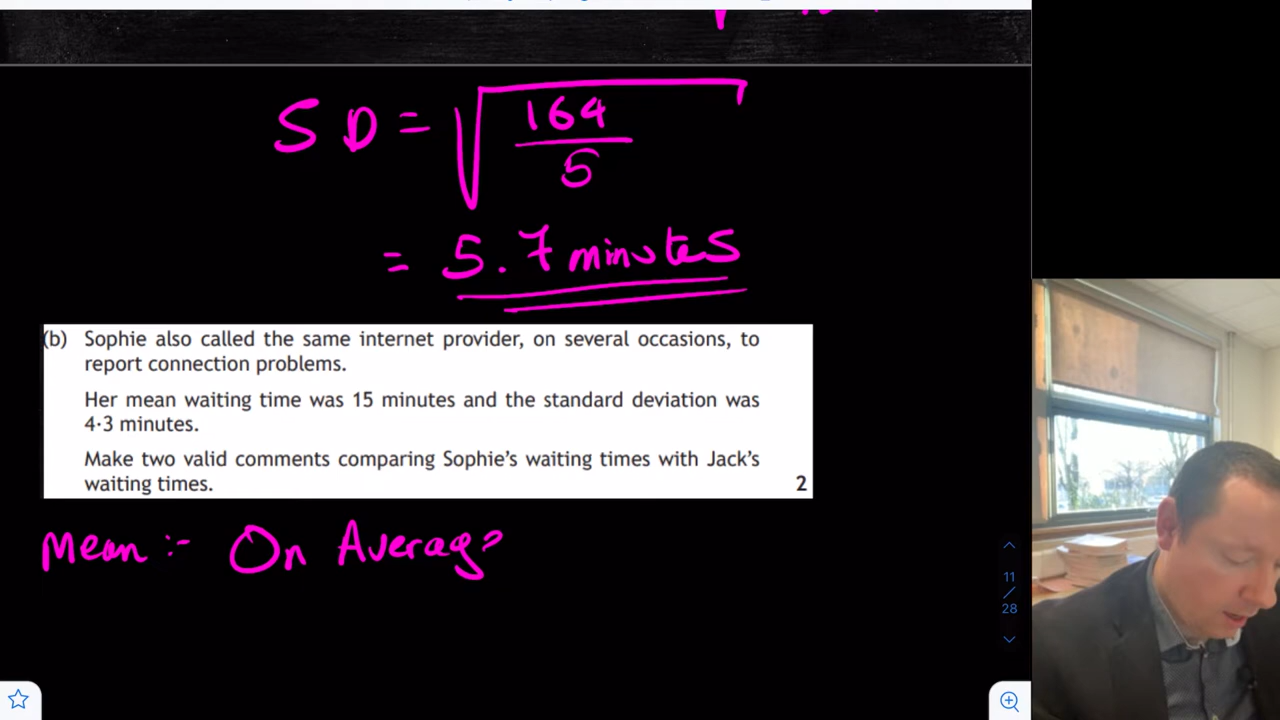 SD = √164/5
= 5.7 minutes
(b) Sophie also called the same internet provider, on several occasions, to
report connection problems.
Her mean waiting time was 15 minutes and the standard deviation was
4·3 minutes.
Make two valid comments comparing Sophie's waiting times with Jack's
waiting times.
2
Mean :- On Average
11
/
28